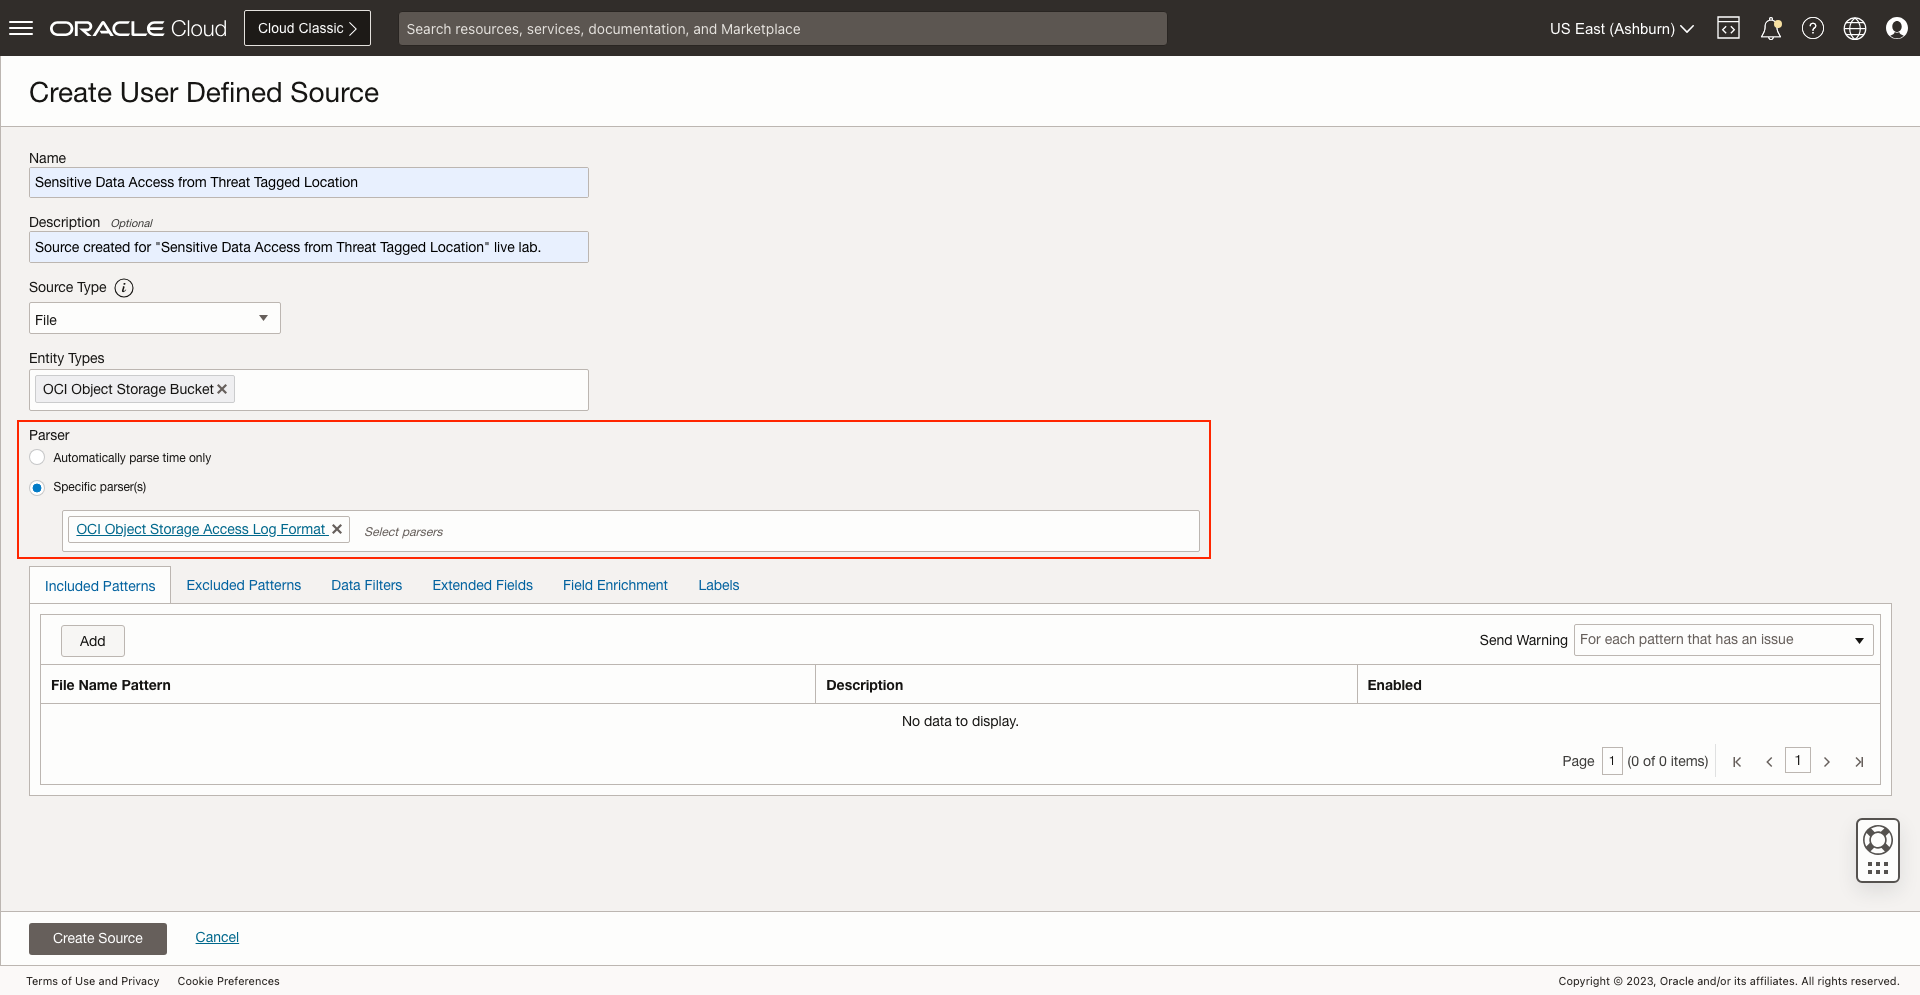 ORACLE Cloud Cloud Classic Search resources, services, documentation, and Marketplace US East (Ashburn)
Create User Defined Source
Name
Sensitive Data Access from Threat Tagged Location
Description Optional
Source created for "Sensitive Data Access from Threat Tagged Location" live lab.
Source Type i
File
Entity Types
OCI Object Storage Bucket
Parser
Automatically parse time only
Specific parser(s)
OCI Object Storage Access Log Format Select parsers
Included Patterns Excluded Patterns Data Filters Extended Fields Field Enrichment Labels
Add Send Warning For each pattern that has an issue
File Name Pattern Description Enabled
No data to display.
Page 1 (0 of 0 items) 1
Create Source Cancel
Terms of Use and Privacy Cookie Preferences Copyright © 2023, Oracle and/or its affiliates. All rights reserved.